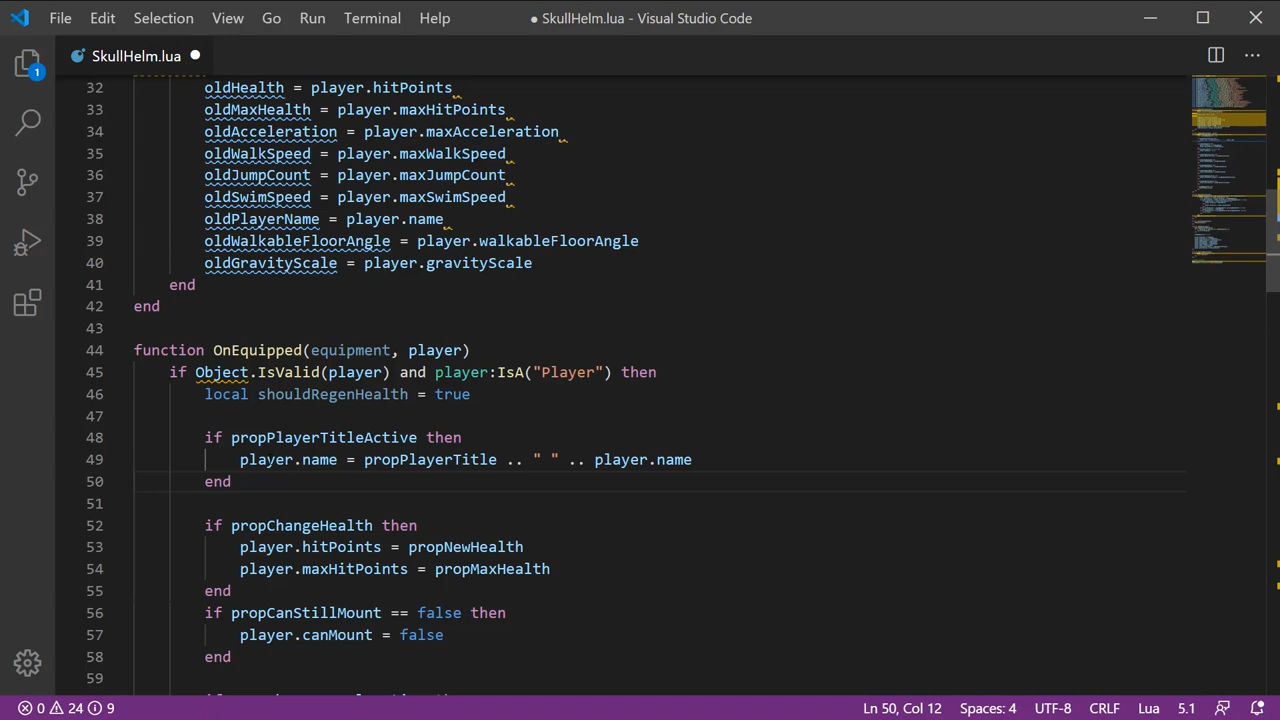 File Edit Selection View Go Run Terminal Help ● SkullHelm.lua - Visual Studio Code
SkullHelm.lua
1
32 oldHealth = player.hitPoints
33 oldMaxHealth = player.maxHitPoints
34 oldAcceleration = player.maxAcceleration
35 oldWalkSpeed = player.maxWalkSpeed
36 oldJumpCount = player.maxJumpCount
37 oldSwimSpeed = player.maxSwimSpeed
38 oldPlayerName = player.name
39 oldWalkableFloorAngle = player.walkableFloorAngle
40 oldGravityScale = player.gravityScale
41 end
42 end
43
44 function OnEquipped(equipment, player)
45 if Object.IsValid(player) and player:IsA("Player") then
46 local shouldRegenHealth = true
47
48 if propPlayerTitleActive then
49 player.name = propPlayerTitle .. " " .. player.name
50 end
51
52 if propChangeHealth then
53 player.hitPoints = propNewHealth
54 player.maxHitPoints = propMaxHealth
55 end
56 if propCanStillMount == false then
57 player.canMount = false
58 end
59
0 24 9 Ln 50, Col 12 Spaces: 4 UTF-8 CRLF Lua 5.1